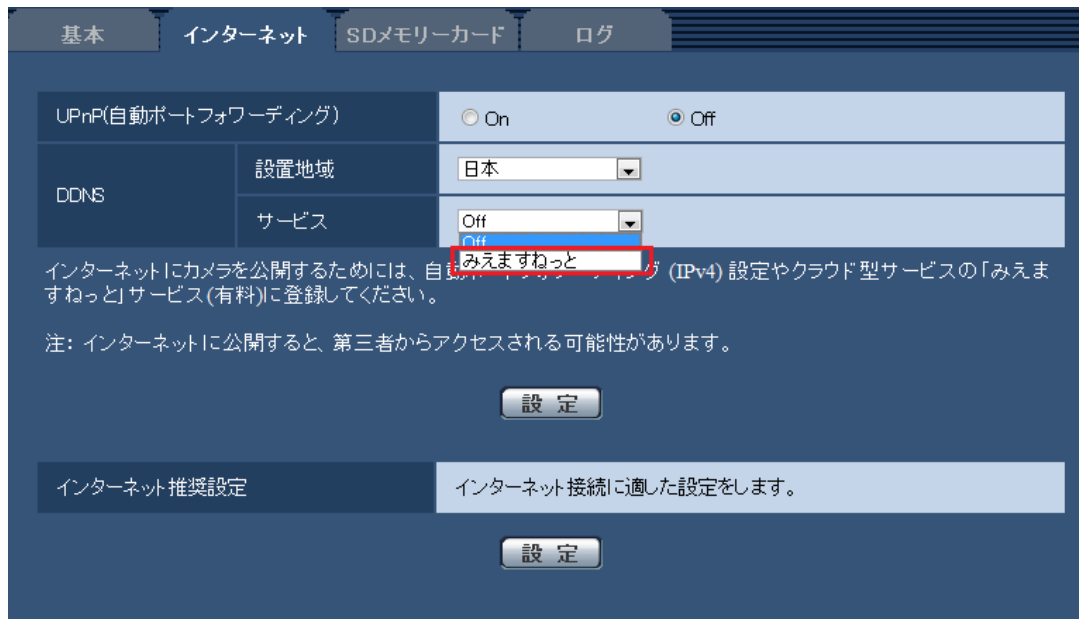 基本 インターネット SDメモリーカード ログ
UPnP(自動ポートフォワーディング) On Off
DDNS
設置地域 日本
サービス Off
Off
みえますねっと
インターネットにカメラを公開するためには、自 (IPv4) 設定やクラウド型サービスの「みえま
すねっと」サービス(有料)に登録してください。
注: インターネットに公開すると、第三者からアクセスされる可能性があります。
設 定
インターネット推奨設定 インターネット接続に適した設定をします。
設 定